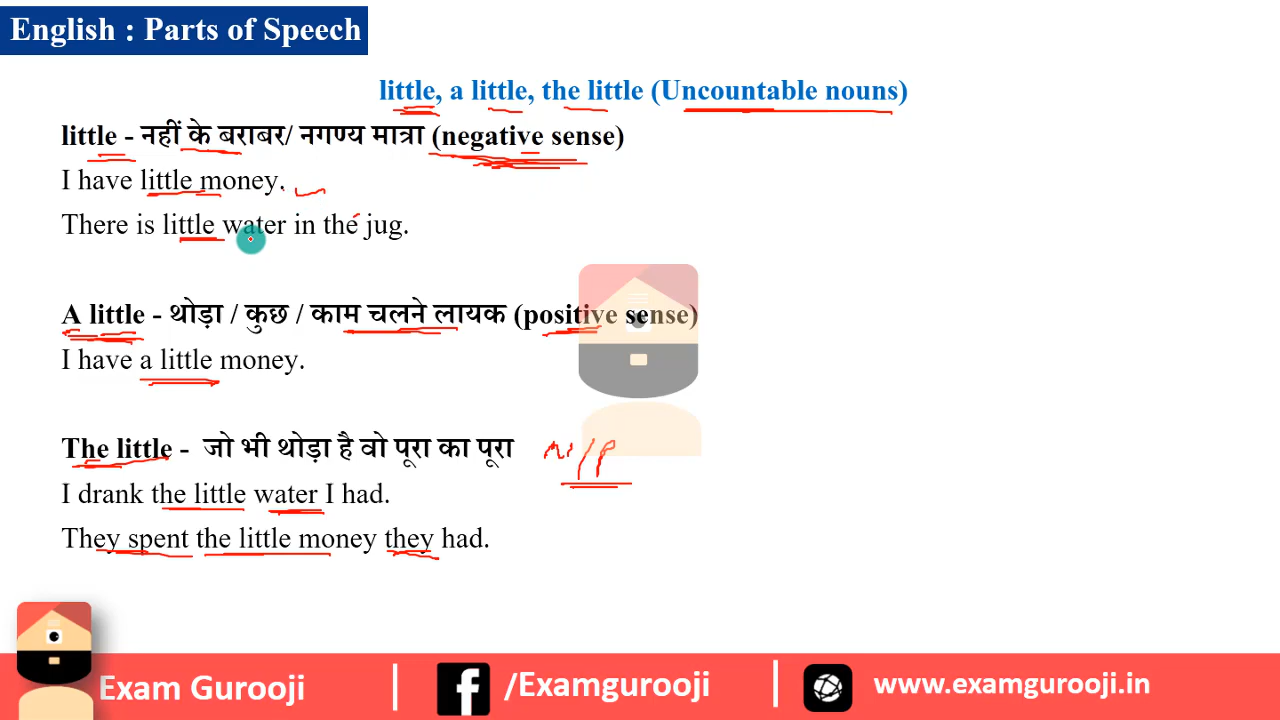 English : Parts of Speech
little, a little, the little (Uncountable nouns)
little - नहीं के बराबर/ नगण्य मात्रा (negative sense)
I have little money.
There is little water in the jug.
A little - थोड़ा / कुछ / काम चलने लायक (positive sense)
I have a little money.
The little - जो भी थोड़ा है वो पूरा का पूरा
I drank the little water I had.
They spent the little money they had.
Exam Gurooji
/Examgurooji
www.examgurooji.in